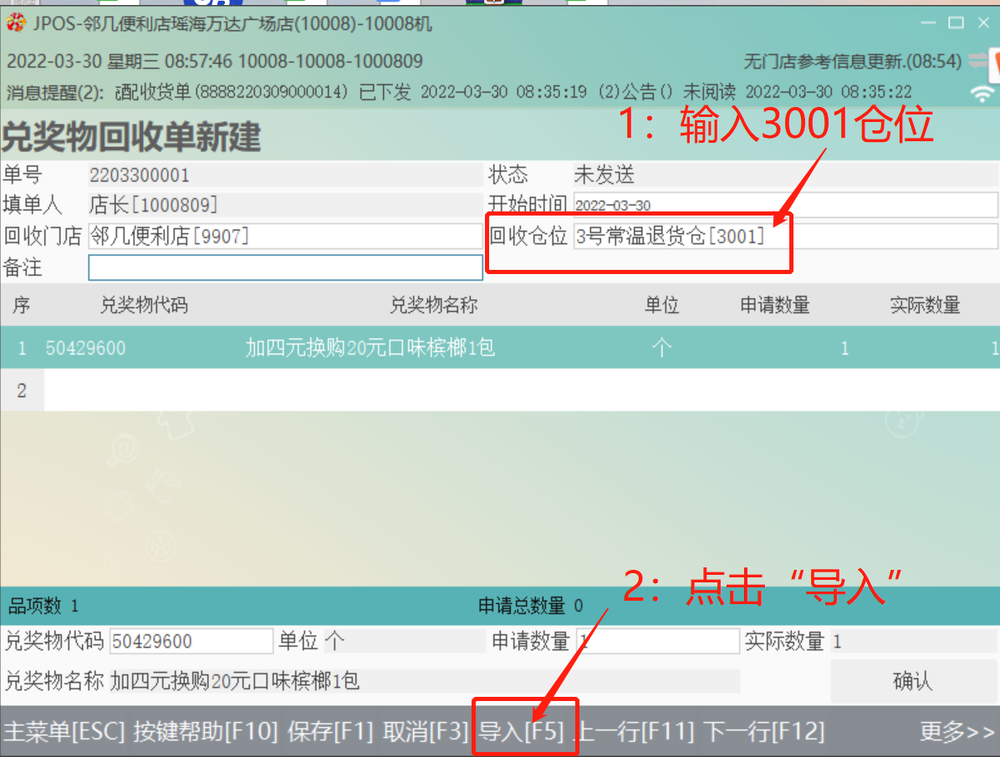 JPOS-邻几便利店瑶海万达广场店(10008)-10008机
2022-03-30 星期三 08:57:46 10008-10008-1000809 无门店参考信息更新.(08:54)
消息提醒(2): 配收货单(8888220309000014) 已下发 2022-03-30 08:35:19 (2)公告() 未阅读 2022-03-30 08:35:22
1：输入3001仓位
兑奖物回收单新建
单号 2203300001 状态 未发送
填单人 店长[1000809] 开始时间 2022-03-30
回收门店 邻几便利店[9907] 回收仓位 3号常温退货仓[3001]
备注
序 兑奖物代码 兑奖物名称 单位 申请数量 实际数量
1 50429600 加四元换购20元口味槟榔1包 个 1 1
2
2：点击“导入”
品项数 1 申请总数量 0
兑奖物代码 50429600 单位 个 申请数量 1 实际数量 1
兑奖物名称 加四元换购20元口味槟榔1包 确认
主菜单[ESC] 按键帮助[F10] 保存[F1] 取消[F3] 导入[F5] 上一行[F11] 下一行[F12] 更多>>